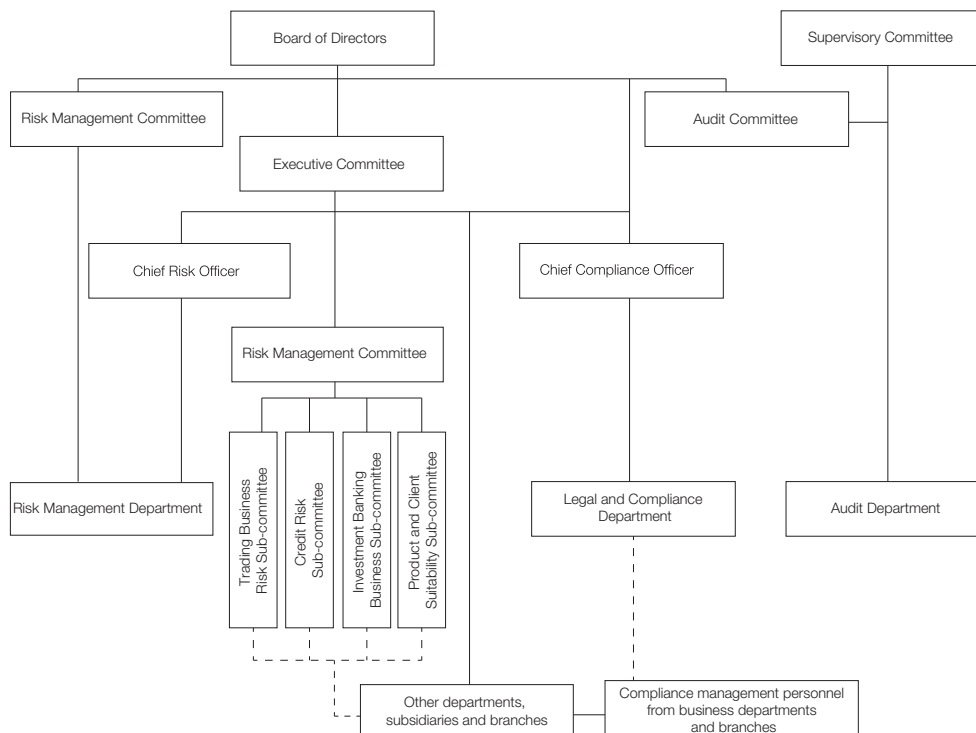 Board of Directors
Supervisory Committee
Risk Management Committee
Audit Committee
Executive Committee
Chief Risk Officer
Chief Compliance Officer
Risk Management Committee
Trading Business
Risk Sub-committee
Credit Risk
Sub-committee
Investment Banking
Business Sub-committee
Product and Client
Suitability Sub-committee
Risk Management Department
Legal and Compliance
Department
Audit Department
Other departments,
subsidiaries and branches
Compliance management personnel
from business departments
and branches